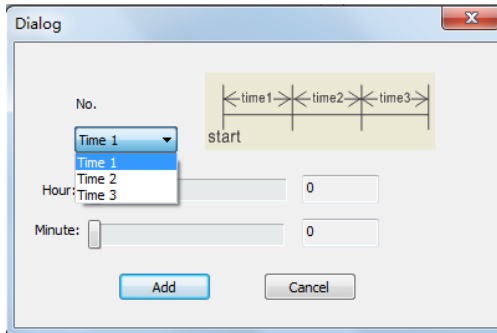 Dialog
No.
time1 time2 time3
start
Time 1
Time 1
Time 2
Time 3
Hour: 0
Minute: 0
Add Cancel